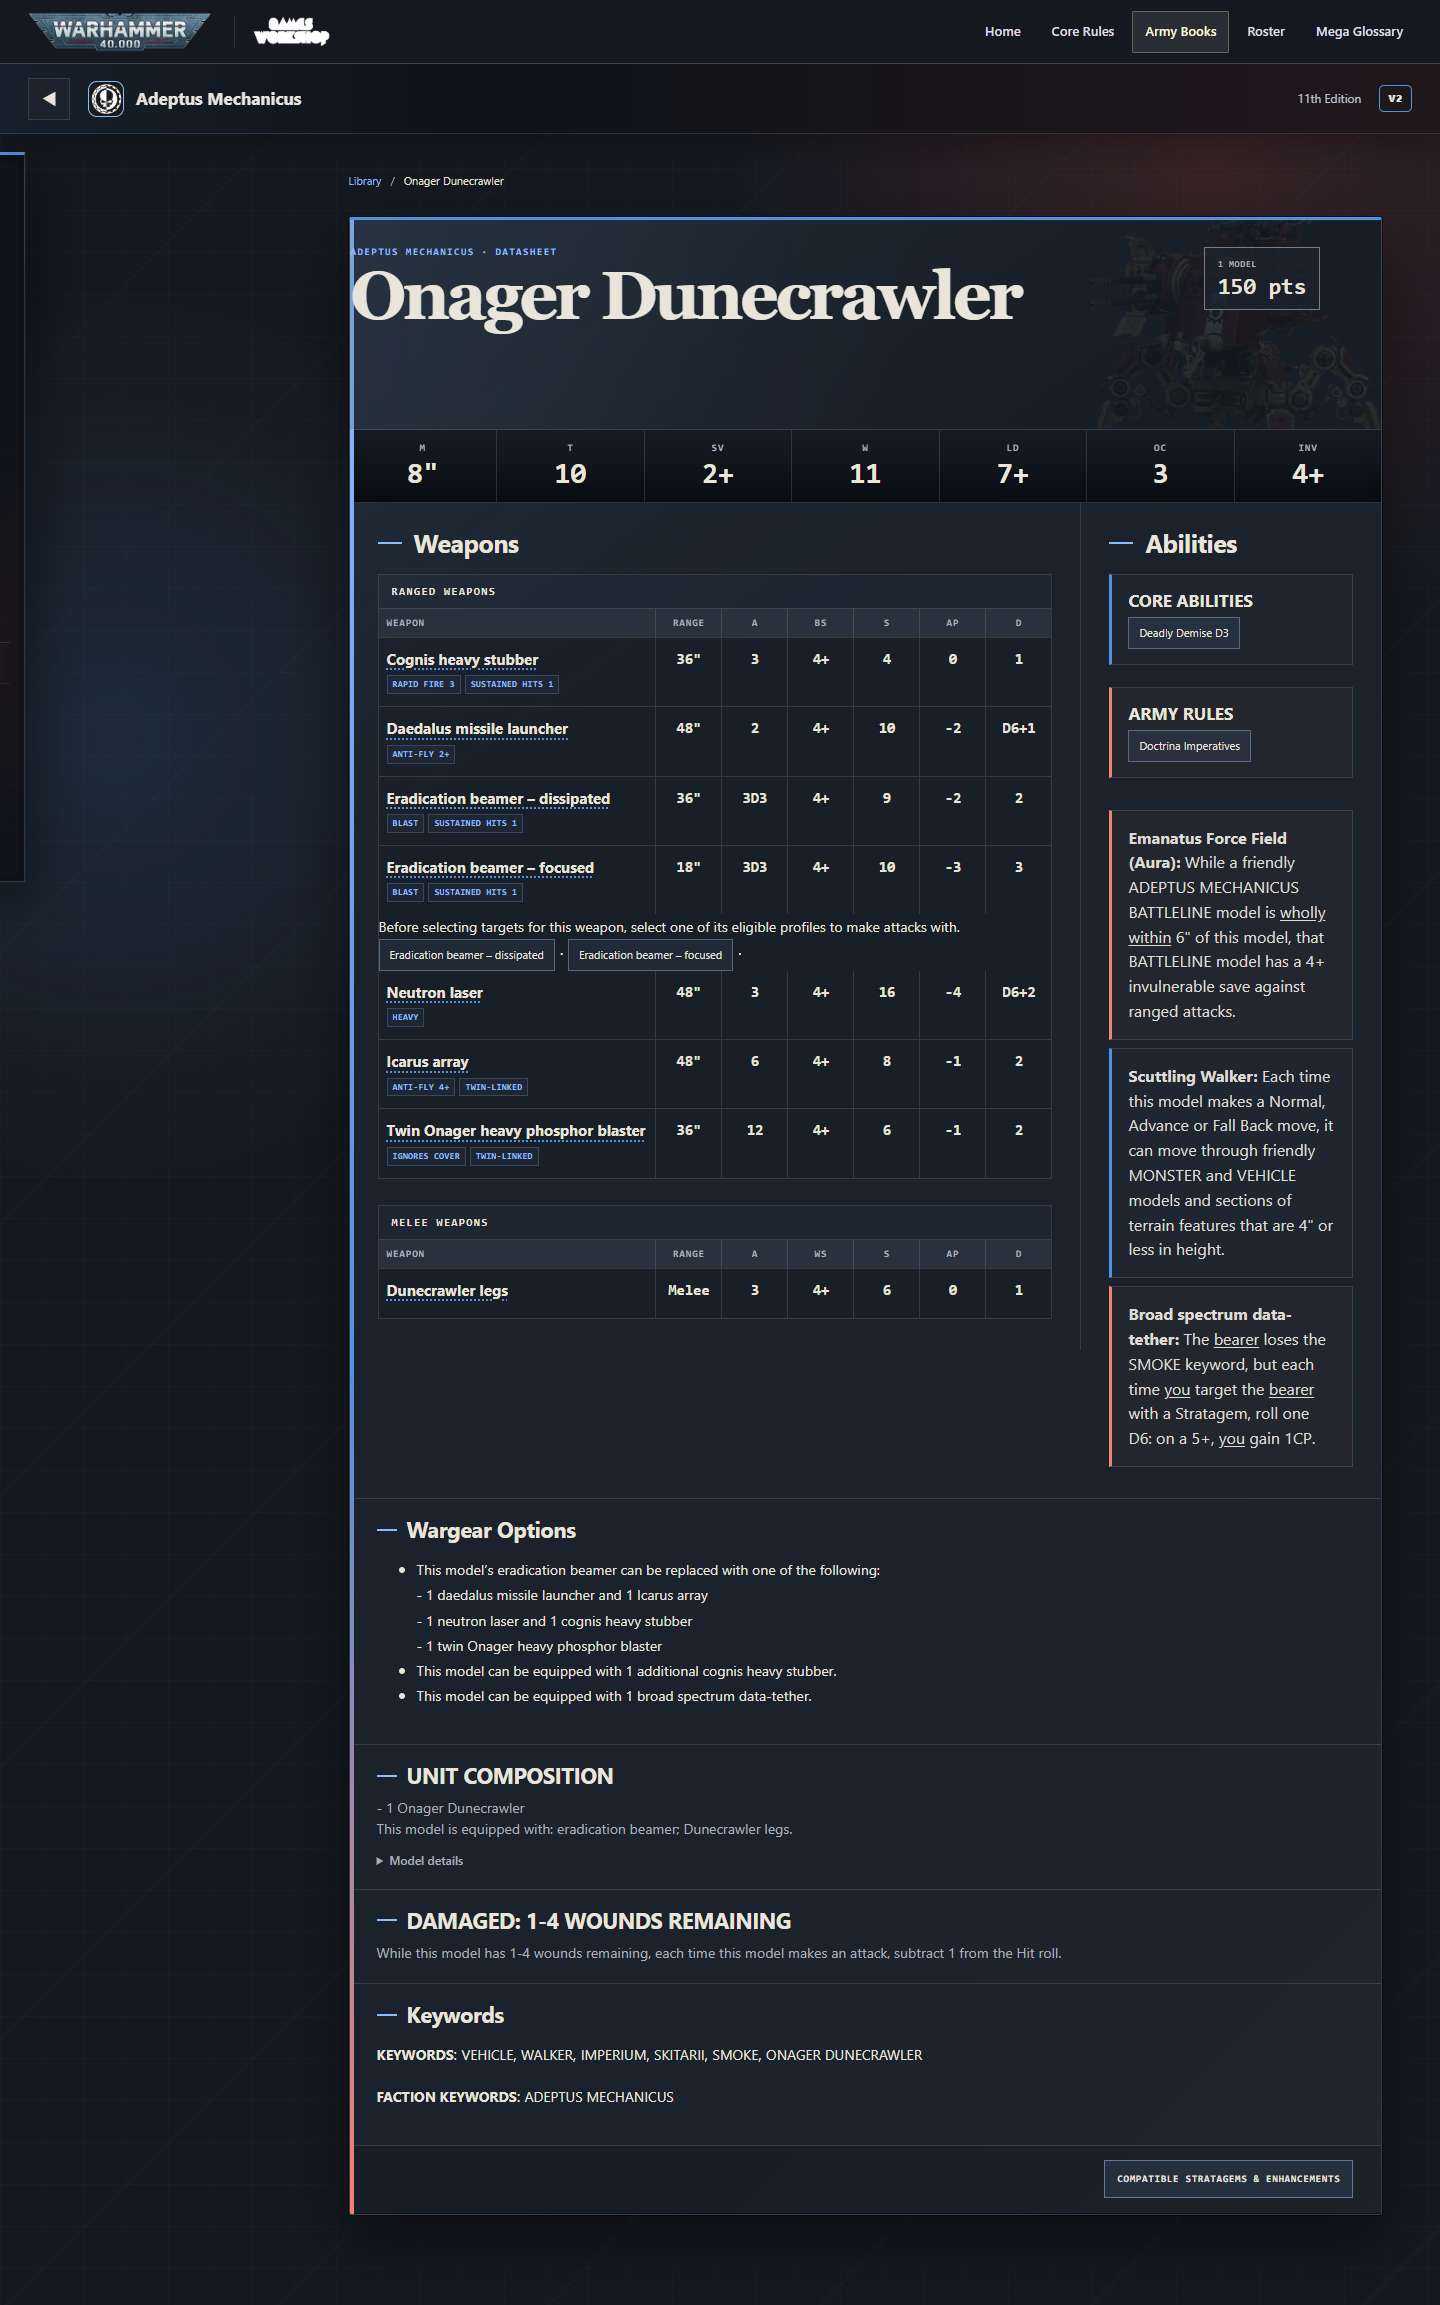 WARHAMMER
40,000
GAMES
WORKSHOP
Home
Core Rules
Army Books
Roster
Mega Glossary
◀
Adeptus Mechanicus
11th Edition
V2
Library / Onager Dunecrawler
ADEPTUS MECHANICUS · DATASHEET
Onager Dunecrawler
1 MODEL
150 pts
M T SV W LD OC INV
8" 10 2+ 11 7+ 3 4+
Weapons
RANGED WEAPONS
WEAPON RANGE A BS S AP D
Cognis heavy stubber 36" 3 4+ 4 0 1
RAPID FIRE 3 SUSTAINED HITS 1
Daedalus missile launcher 48" 2 4+ 10 -2 D6+1
ANTI-FLY 2+
Eradication beamer – dissipated 36" 3D3 4+ 9 -2 2
BLAST SUSTAINED HITS 1
Eradication beamer – focused 18" 3D3 4+ 10 -3 3
BLAST SUSTAINED HITS 1
Before selecting targets for this weapon, select one of its eligible profiles to make attacks with.
Eradication beamer – dissipated · Eradication beamer – focused ·
Neutron laser 48" 3 4+ 16 -4 D6+2
HEAVY
Icarus array 48" 6 4+ 8 -1 2
ANTI-FLY 4+ TWIN-LINKED
Twin Onager heavy phosphor blaster 36" 12 4+ 6 -1 2
IGNORES COVER TWIN-LINKED
MELEE WEAPONS
WEAPON RANGE A WS S AP D
Dunecrawler legs Melee 3 4+ 6 0 1
Abilities
CORE ABILITIES
Deadly Demise D3
ARMY RULES
Doctrina Imperatives
Emanatus Force Field
(Aura): While a friendly
ADEPTUS MECHANICUS
BATTLELINE model is wholly
within 6" of this model, that
BATTLELINE model has a 4+
invulnerable save against
ranged attacks.
Scuttling Walker: Each time
this model makes a Normal,
Advance or Fall Back move, it
can move through friendly
MONSTER and VEHICLE
models and sections of
terrain features that are 4" or
less in height.
Broad spectrum data-
tether: The bearer loses the
SMOKE keyword, but each
time you target the bearer
with a Stratagem, roll one
D6: on a 5+, you gain 1CP.
Wargear Options
• This model’s eradication beamer can be replaced with one of the following:
- 1 daedalus missile launcher and 1 Icarus array
- 1 neutron laser and 1 cognis heavy stubber
- 1 twin Onager heavy phosphor blaster
• This model can be equipped with 1 additional cognis heavy stubber.
• This model can be equipped with 1 broad spectrum data-tether.
UNIT COMPOSITION
- 1 Onager Dunecrawler
This model is equipped with: eradication beamer; Dunecrawler legs.
▶ Model details
DAMAGED: 1-4 WOUNDS REMAINING
While this model has 1-4 wounds remaining, each time this model makes an attack, subtract 1 from the Hit roll.
Keywords
KEYWORDS: VEHICLE, WALKER, IMPERIUM, SKITARII, SMOKE, ONAGER DUNECRAWLER
FACTION KEYWORDS: ADEPTUS MECHANICUS
COMPATIBLE STRATAGEMS & ENHANCEMENTS